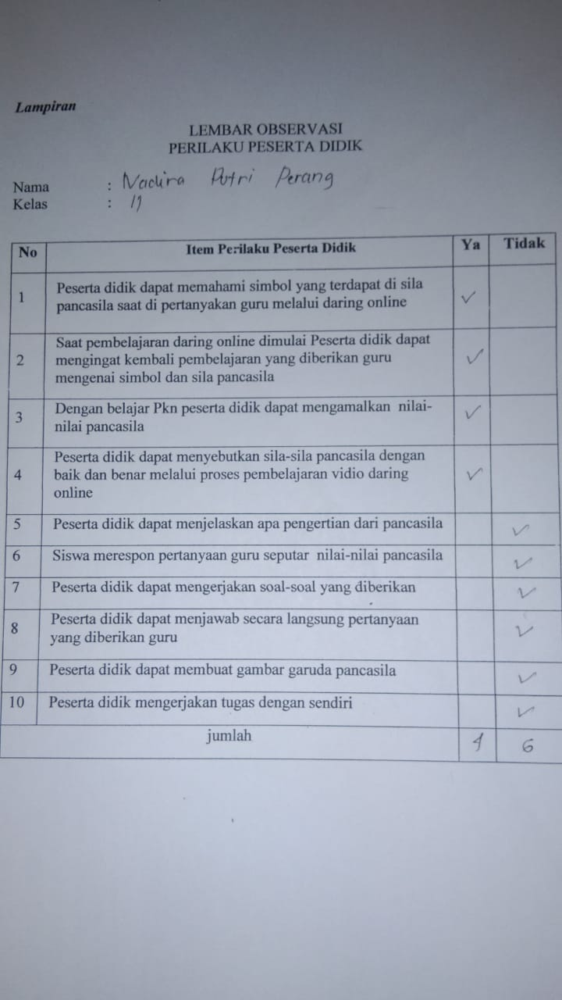 Lampiran
LEMBAR OBSERVASI
PERILAKU PESERTA DIDIK
Nama : Nadira Putri Perang
Kelas : 11
No Item Perilaku Peserta Didik Ya Tidak
1 Peserta didik dapat memahami simbol yang terdapat di sila
pancasila saat di pertanyakan guru melalui daring online ✓
2 Saat pembelajaran daring online dimulai Peserta didik dapat
mengingat kembali pembelajaran yang diberikan guru ✓
mengenai simbol dan sila pancasila
3 Dengan belajar Pkn peserta didik dapat mengamalkan nilai- ✓
nilai pancasila
4 Peserta didik dapat menyebutkan sila-sila pancasila dengan
baik dan benar melalui proses pembelajaran vidio daring ✓
online
5 Peserta didik dapat menjelaskan apa pengertian dari pancasila ✓
6 Siswa merespon pertanyaan guru seputar nilai-nilai pancasila ✓
7 Peserta didik dapat mengerjakan soal-soal yang diberikan ✓
8 Peserta didik dapat menjawab secara langsung pertanyaan ✓
yang diberikan guru
9 Peserta didik dapat membuat gambar garuda pancasila ✓
10 Peserta didik mengerjakan tugas dengan sendiri ✓
jumlah 4 6